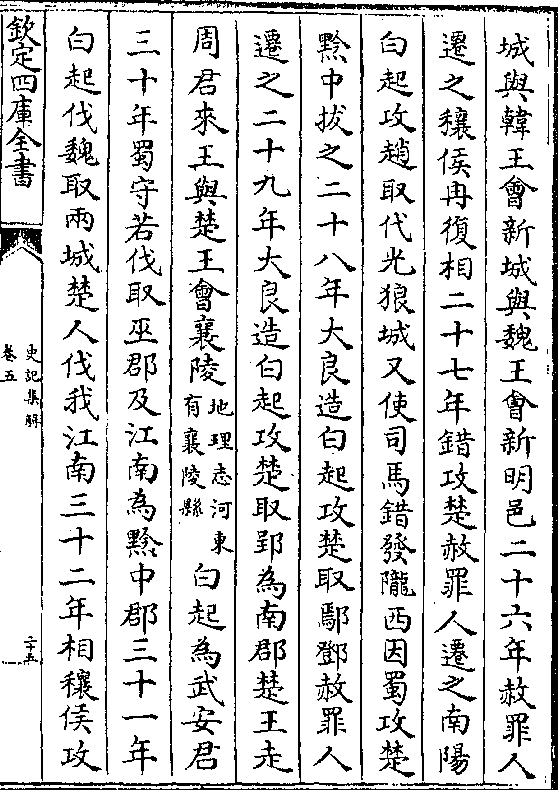 城與韓王會新城與魏王會新明邑二十六年赦罪人
遷之穰侯冉復相二十七年錯攻楚赦罪人遷之南陽
白起攻趙取代光狼城又使司馬錯發隴西因蜀攻楚
黔中拔之二十八年大良造白起攻楚取鄢鄧赦罪人
遷之二十九年大良造白起攻楚取郢為南郡楚王走
周君來王與楚王會襄陵地理志河東有襄陵縣白起為武安君
三十年蜀守若伐取巫郡及江南為黔中郡三十一年
白起伐魏取兩城楚人伐我江南三十二年相穰侯攻
欽定四庫全書
史記集解
卷五
二十五